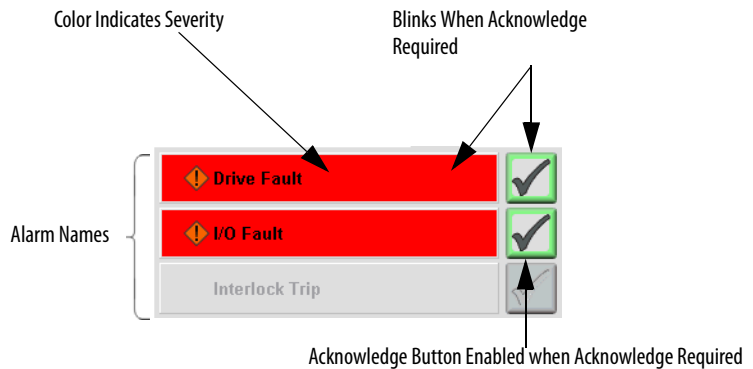 Color Indicates Severity
Blinks When Acknowledge
Required
Drive Fault
Alarm Names
I/O Fault
Interlock Trip
Acknowledge Button Enabled when Acknowledge Required